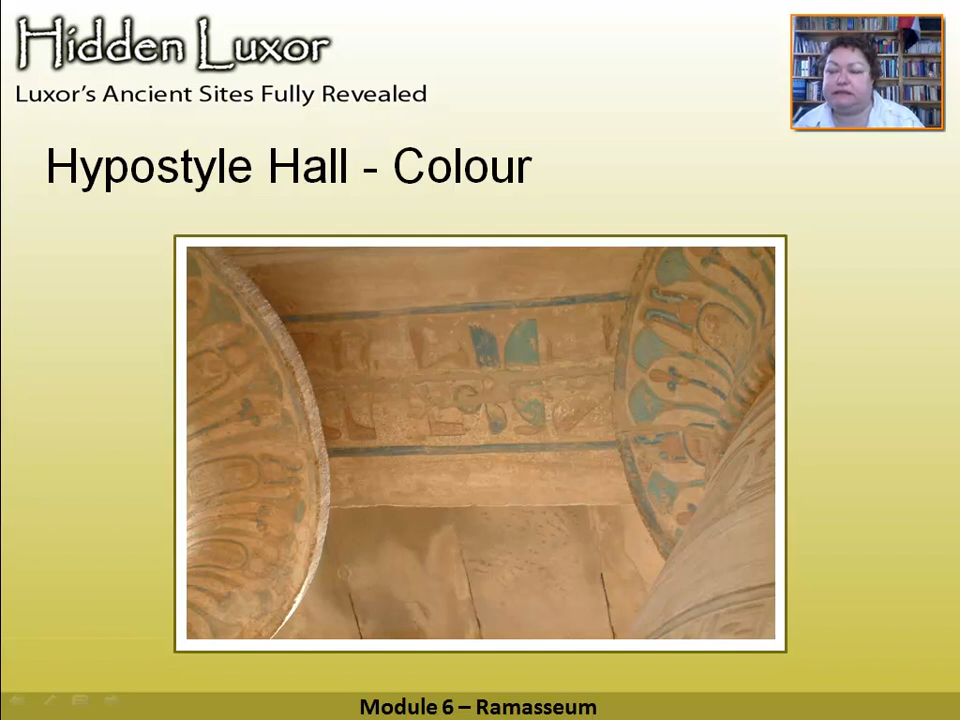 Hidden Luxor
Luxor's Ancient Sites Fully Revealed
Hypostyle Hall - Colour
Module 6 – Ramasseum